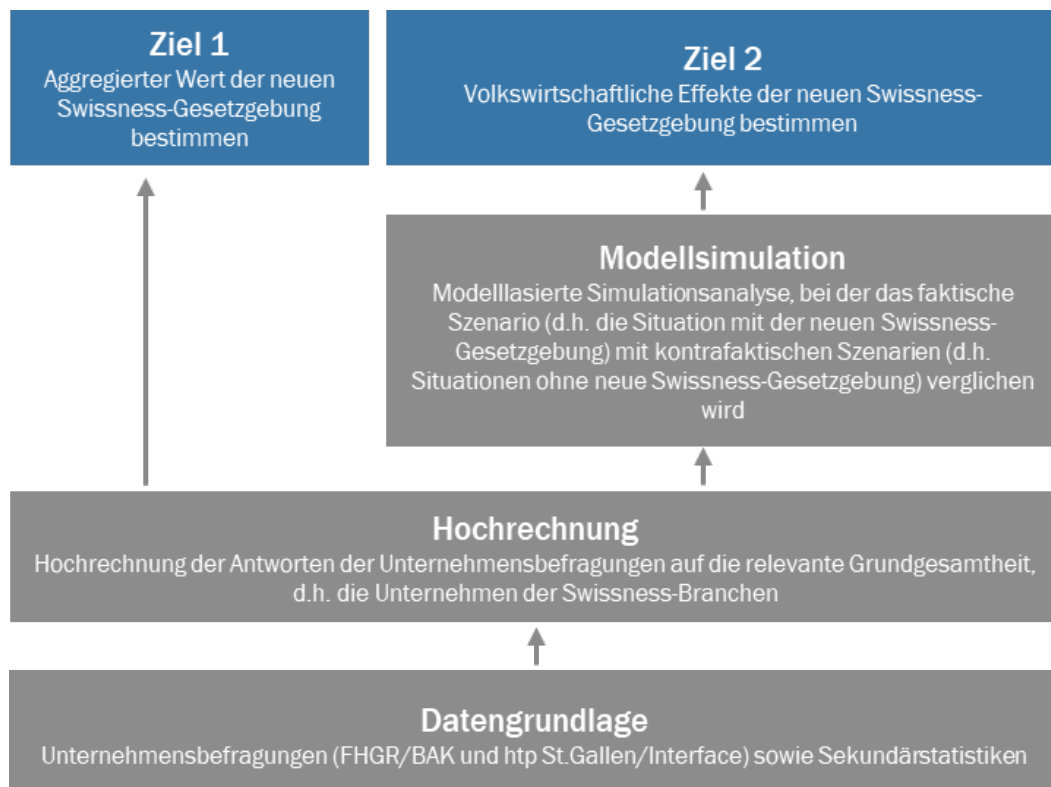 Ziel 1
Aggregierter Wert der neuen
Swissness-Gesetzgebung
bestimmen
Ziel 2
Volkswirtschaftliche Effekte der neuen Swissness-
Gesetzgebung bestimmen
Modellsimulation
Modelllasierte Simulationsanalyse, bei der das faktische
Szenario (d.h. die Situation mit der neuen Swissness-
Gesetzgebung) mit kontrafaktischen Szenarien (d.h.
Situationen ohne neue Swissness-Gesetzgebung) verglichen
wird
Hochrechnung
Hochrechnung der Antworten der Unternehmensbefragungen auf die relevante Grundgesamtheit,
d.h. die Unternehmen der Swissness-Branchen
Datengrundlage
Unternehmensbefragungen (FHGR/BAK und htp St.Gallen/Interface) sowie Sekundärstatistiken